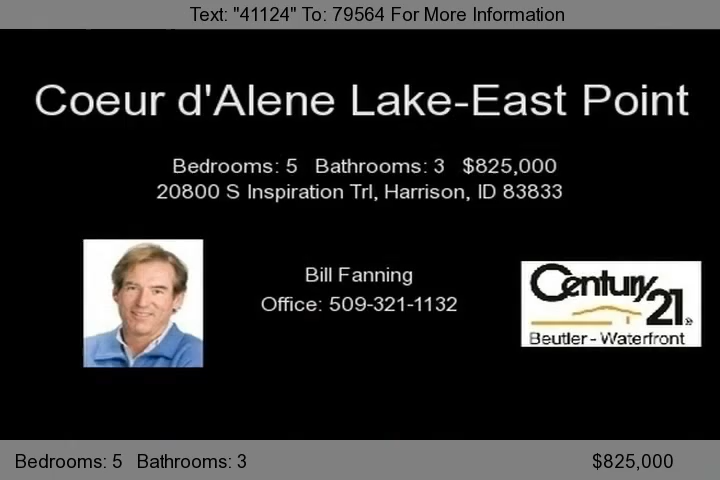 Text: "41124" To: 79564 For More Information
Coeur d'Alene Lake-East Point
Bedrooms: 5 Bathrooms: 3 $825,000
20800 S Inspiration Trl, Harrison, ID 83833
Bill Fanning
Office: 509-321-1132
Century 21
Beutler - Waterfront
Bedrooms: 5 Bathrooms: 3 $825,000